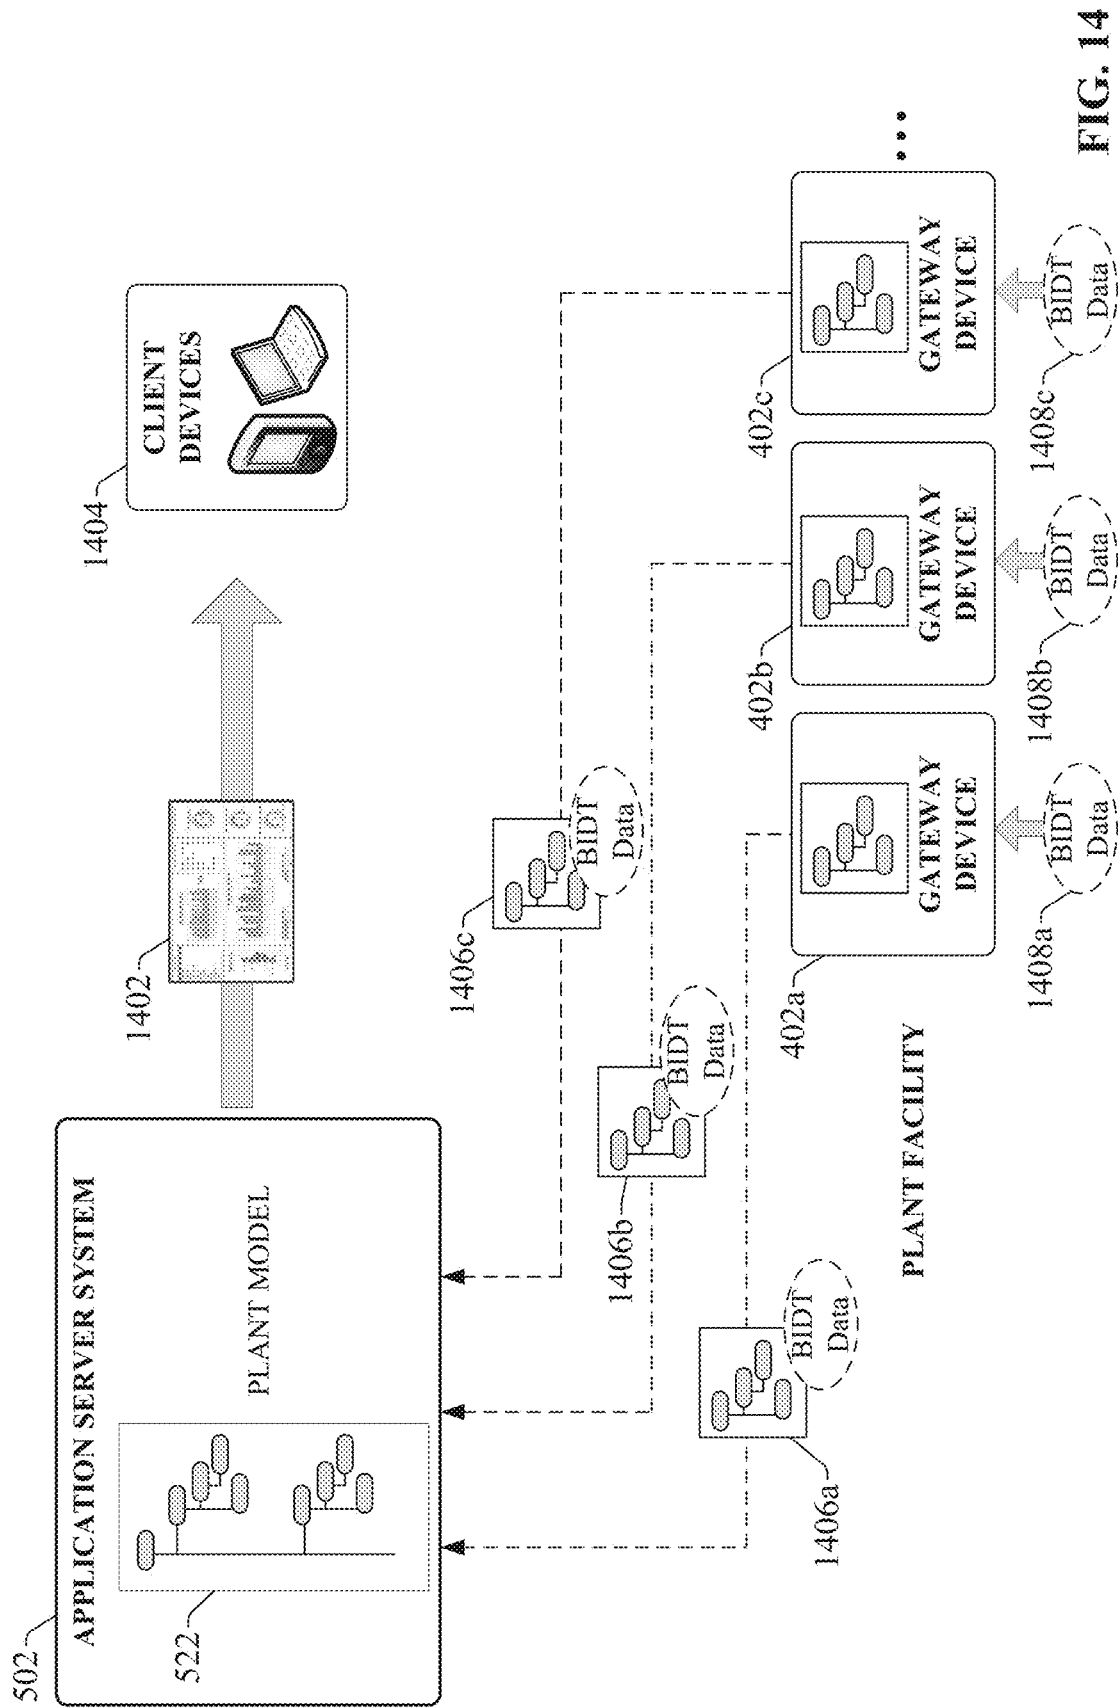 502
APPLICATION SERVER SYSTEM
522
PLANT MODEL
1402
1404
CLIENT
DEVICES
1406a
BIDT
Data
1406b
BIDT
Data
1406c
BIDT
Data
PLANT FACILITY
402a
GATEWAY
DEVICE
402b
GATEWAY
DEVICE
402c
GATEWAY
DEVICE
1408a
BIDT
Data
1408b
BIDT
Data
1408c
BIDT
Data
FIG. 14